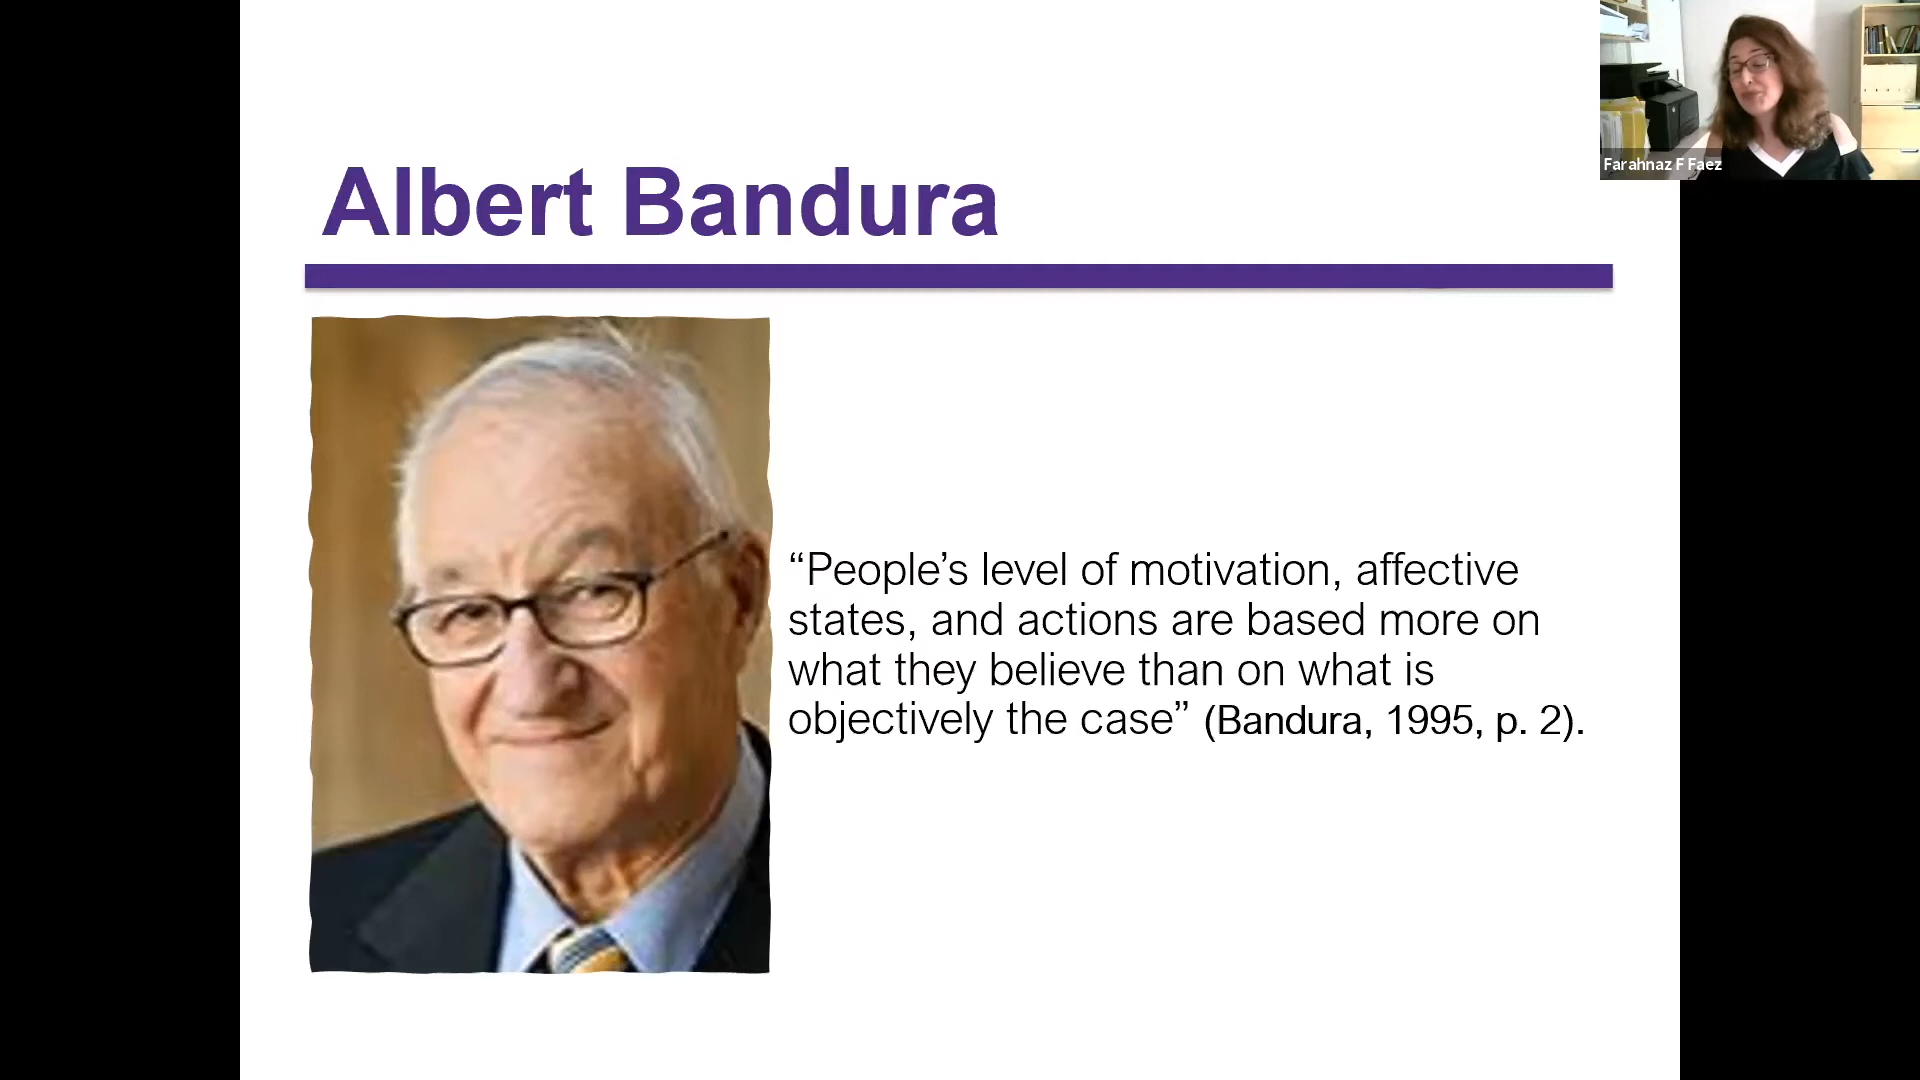 Albert Bandura
Farahnaz F Faez
“People’s level of motivation, affective
states, and actions are based more on
what they believe than on what is
objectively the case” (Bandura, 1995, p. 2).